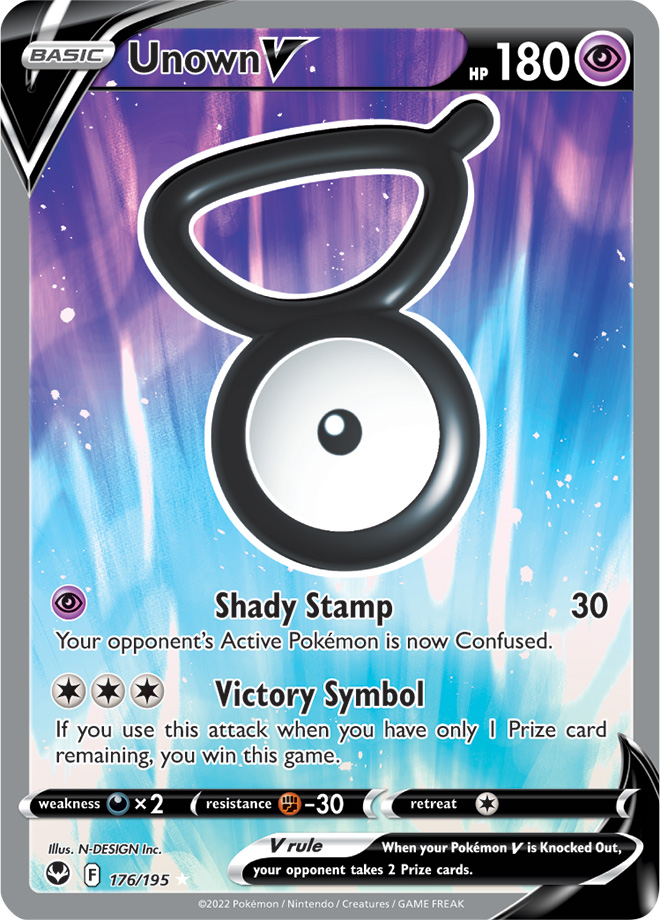 BASIC Unown V HP 180
Shady Stamp 30
Your opponent's Active Pokémon is now Confused.
Victory Symbol
If you use this attack when you have only 1 Prize card
remaining, you win this game.
weakness ×2 resistance -30 retreat
Illus. N-DESIGN Inc.
V rule When your Pokémon V is Knocked Out,
your opponent takes 2 Prize cards.
F 176/195
©2022 Pokémon / Nintendo / Creatures / GAME FREAK